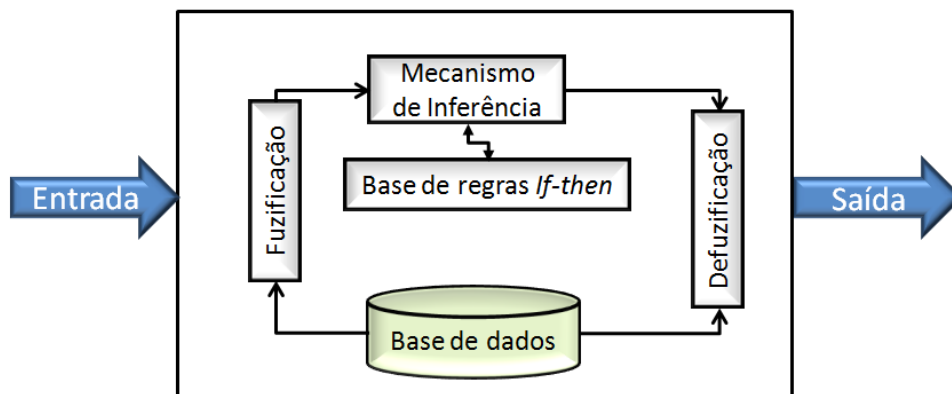 Entrada
Fuzificação
Mecanismo
de Inferência
Base de regras If-then
Base de dados
Defuzificação
Saída